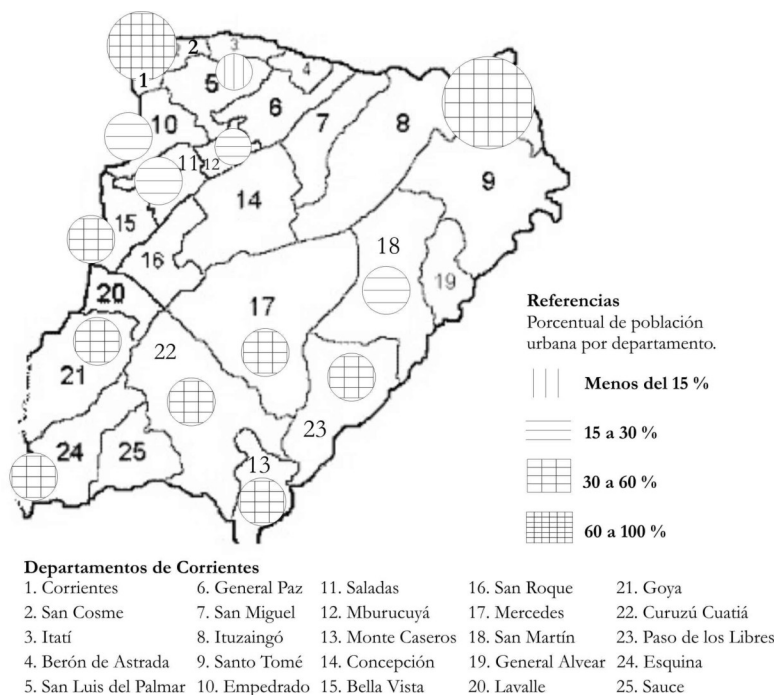 2
3
1
5
4
6
7
8
10
9
11
12
14
15
18
16
19
20
17
22
21
23
24
25
13
Referencias
Porcentual de población
urbana por departamento.
Menos del 15 %
15 a 30 %
30 a 60 %
60 a 100 %
Departamentos de Corrientes
1. Corrientes 6. General Paz 11. Saladas 16. San Roque 21. Goya
2. San Cosme 7. San Miguel 12. Mburucuyá 17. Mercedes 22. Curuzú Cuatiá
3. Itatí 8. Ituzaingó 13. Monte Caseros 18. San Martín 23. Paso de los Libres
4. Berón de Astrada 9. Santo Tomé 14. Concepción 19. General Alvear 24. Esquina
5. San Luis del Palmar 10. Empedrado 15. Bella Vista 20. Lavalle 25. Sauce